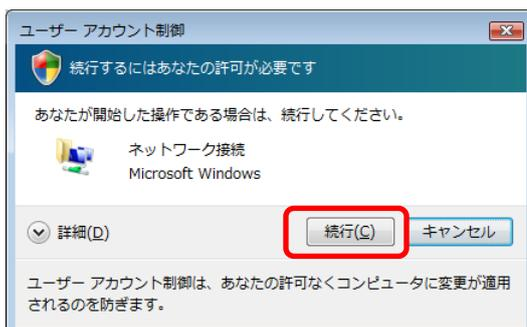 ユーザー アカウント制御
続行するにはあなたの許可が必要です
あなたが開始した操作である場合は、続行してください。
ネットワーク接続
Microsoft Windows
詳細(D)
続行(C)
キャンセル
ユーザー アカウント制御は、あなたの許可なくコンピュータに変更が適用
されるのを防ぎます。